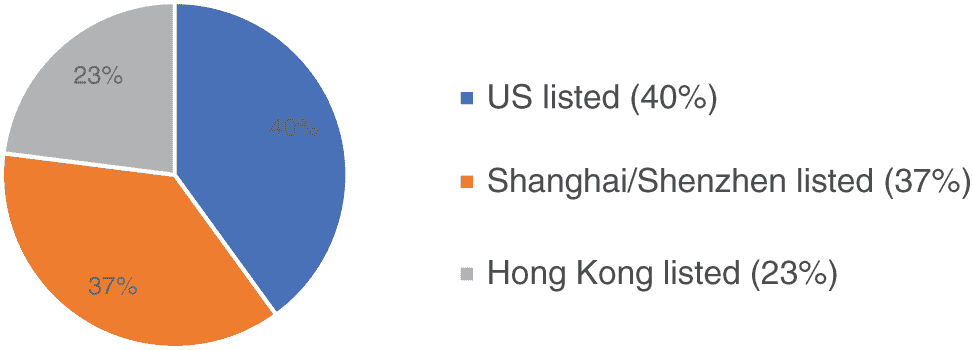 23%
40%
37%
US listed (40%)
Shanghai/Shenzhen listed (37%)
Hong Kong listed (23%)